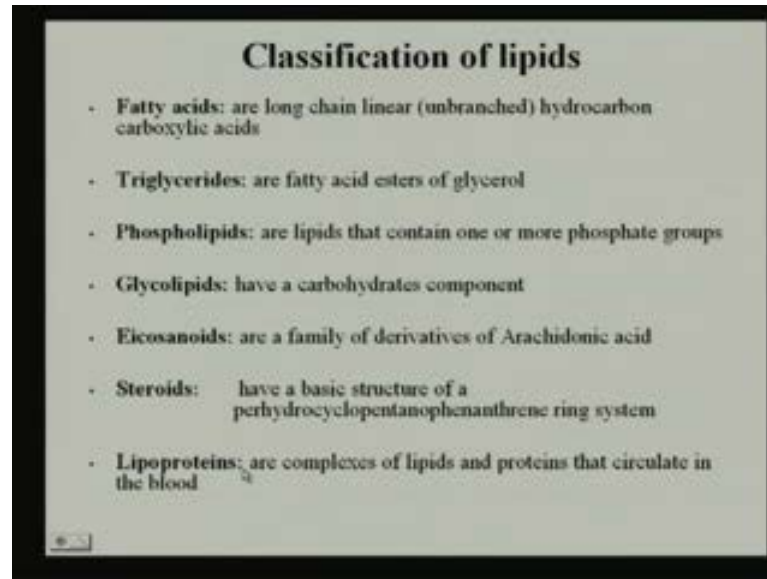 Classification of lipids
• Fatty acids: are long chain linear (unbranched) hydrocarbon
carboxylic acids
• Triglycerides: are fatty acid esters of glycerol
• Phospholipids: are lipids that contain one or more phosphate groups
• Glycolipids: have a carbohydrates component
• Eicosanoids: are a family of derivatives of Arachidonic acid
• Steroids: have a basic structure of a
perhydrocyclopentanophenanthrene ring system
• Lipoproteins: are complexes of lipids and proteins that circulate in
the blood